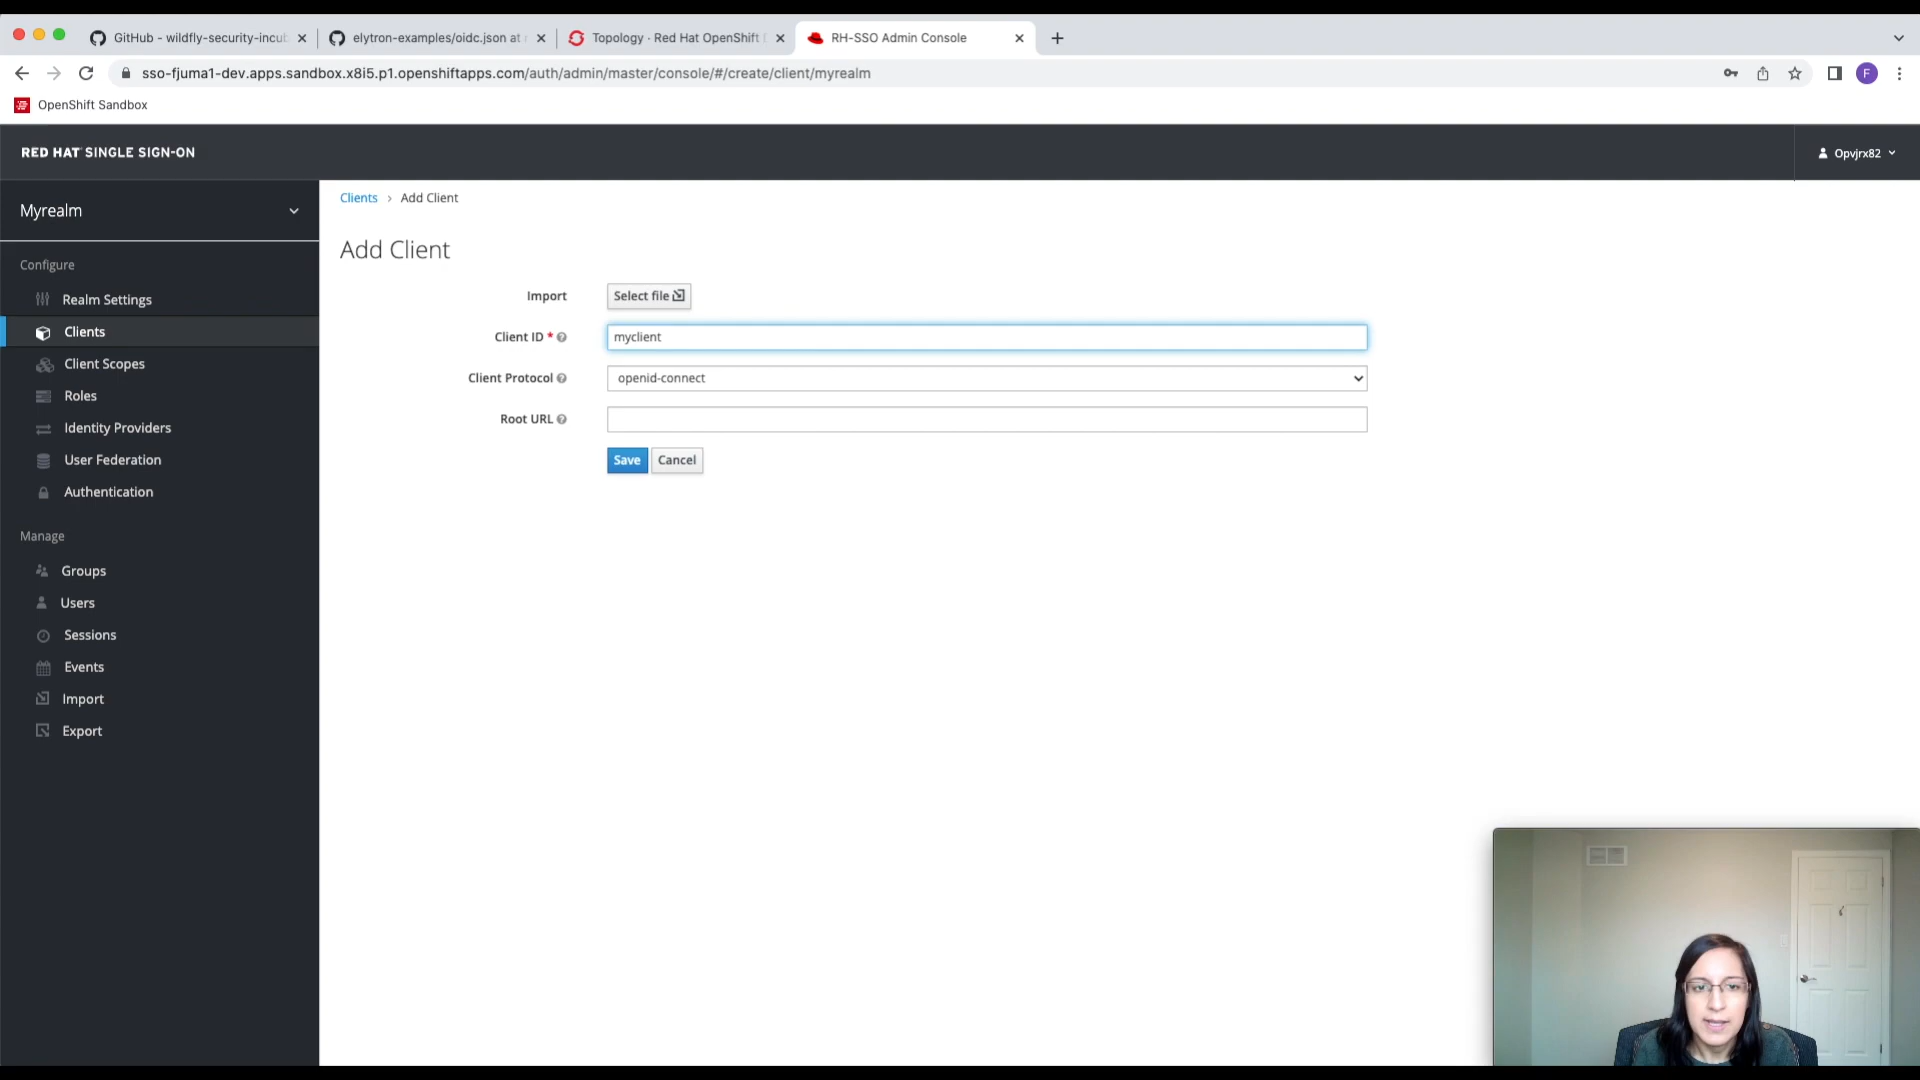 GitHub - wildfly-security-incub
elytron-examples/oidc.json at
Topology · Red Hat OpenShift
RH-SSO Admin Console
sso-fjuma1-dev.apps.sandbox.x8i5.p1.openshiftapps.com/auth/admin/master/console/#/create/client/myrealm
F
OpenShift Sandbox
RED HAT SINGLE SIGN-ON
Opvjrx82
Myrealm
Clients > Add Client
Add Client
Configure
Realm Settings
Clients
Client Scopes
Roles
Identity Providers
User Federation
Authentication
Manage
Groups
Users
Sessions
Events
Import
Export
Import
Select file
Client ID *
myclient
Client Protocol
openid-connect
Root URL
Save
Cancel